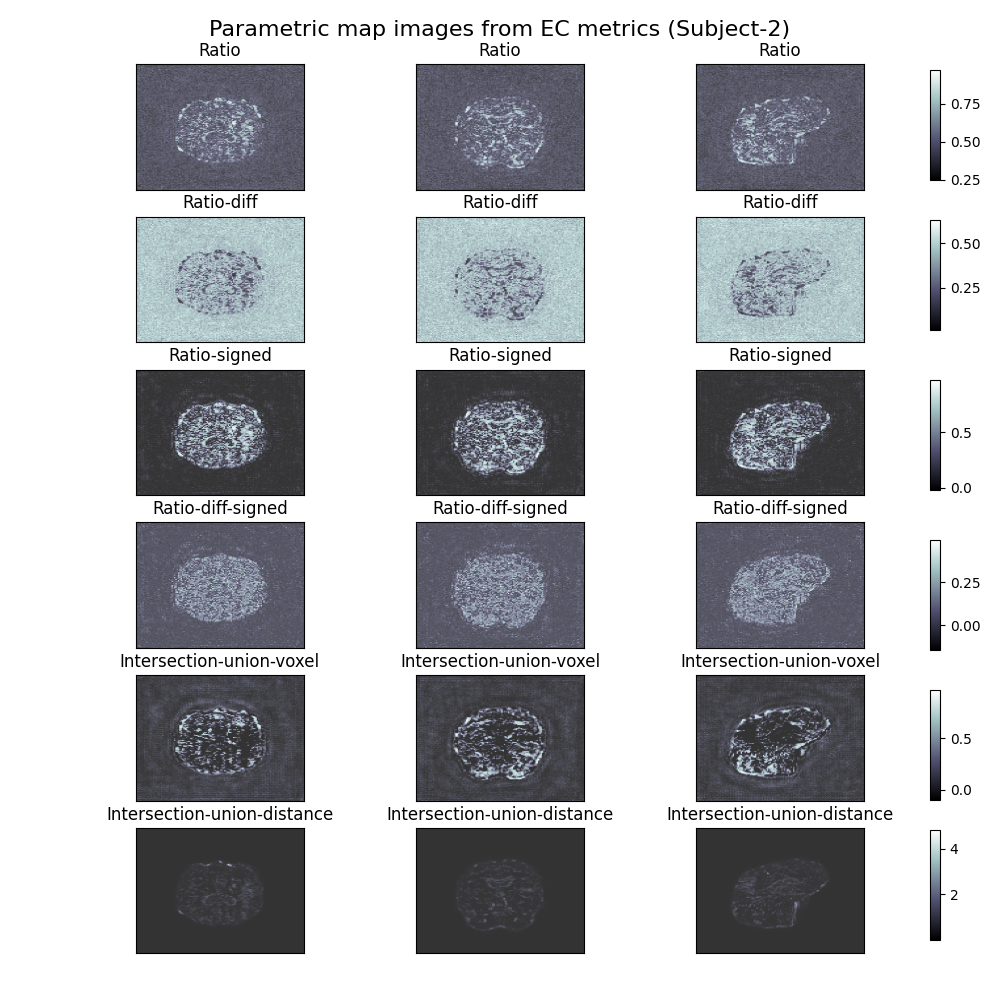 Parametric map images from EC metrics (Subject-2)
Ratio Ratio Ratio
0.75
0.50
0.25
Ratio-diff Ratio-diff Ratio-diff
0.50
0.25
Ratio-signed Ratio-signed Ratio-signed
0.5
0.0
Ratio-diff-signed Ratio-diff-signed Ratio-diff-signed
0.25
0.00
Intersection-union-voxel Intersection-union-voxel Intersection-union-voxel
0.5
0.0
Intersection-union-distance Intersection-union-distance Intersection-union-distance
4
2